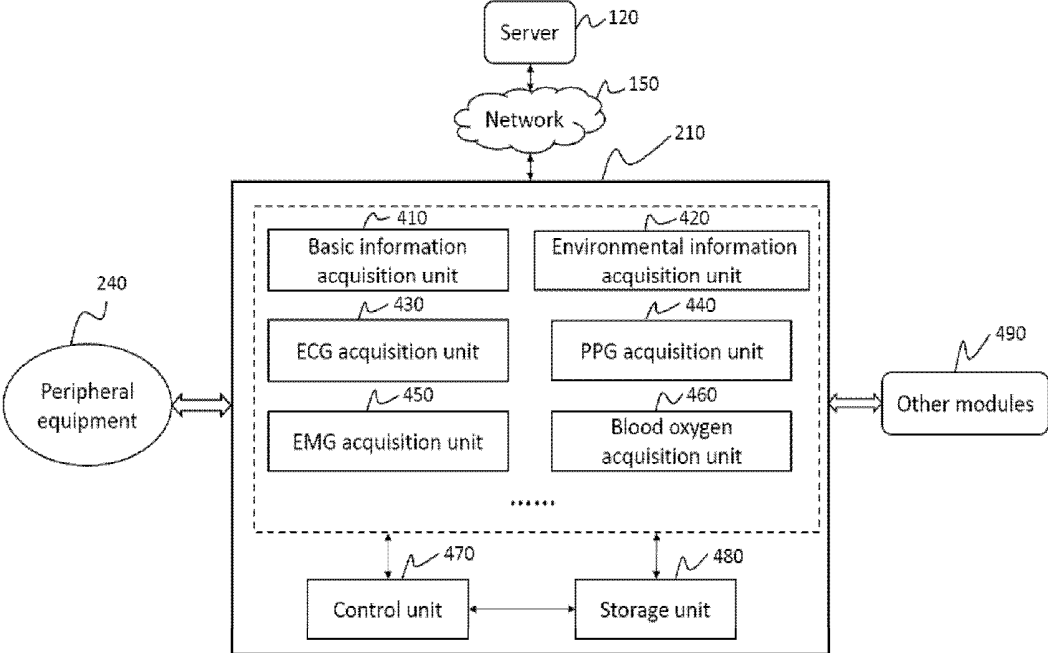 Server
120
150
Network
210
410
420
Basic information
acquisition unit
Environmental information
acquisition unit
240
430
440
490
ECG acquisition unit
PPG acquisition unit
Peripheral
equipment
450
460
Other modules
EMG acquisition unit
Blood oxygen
acquisition unit
......
470
480
Control unit
Storage unit